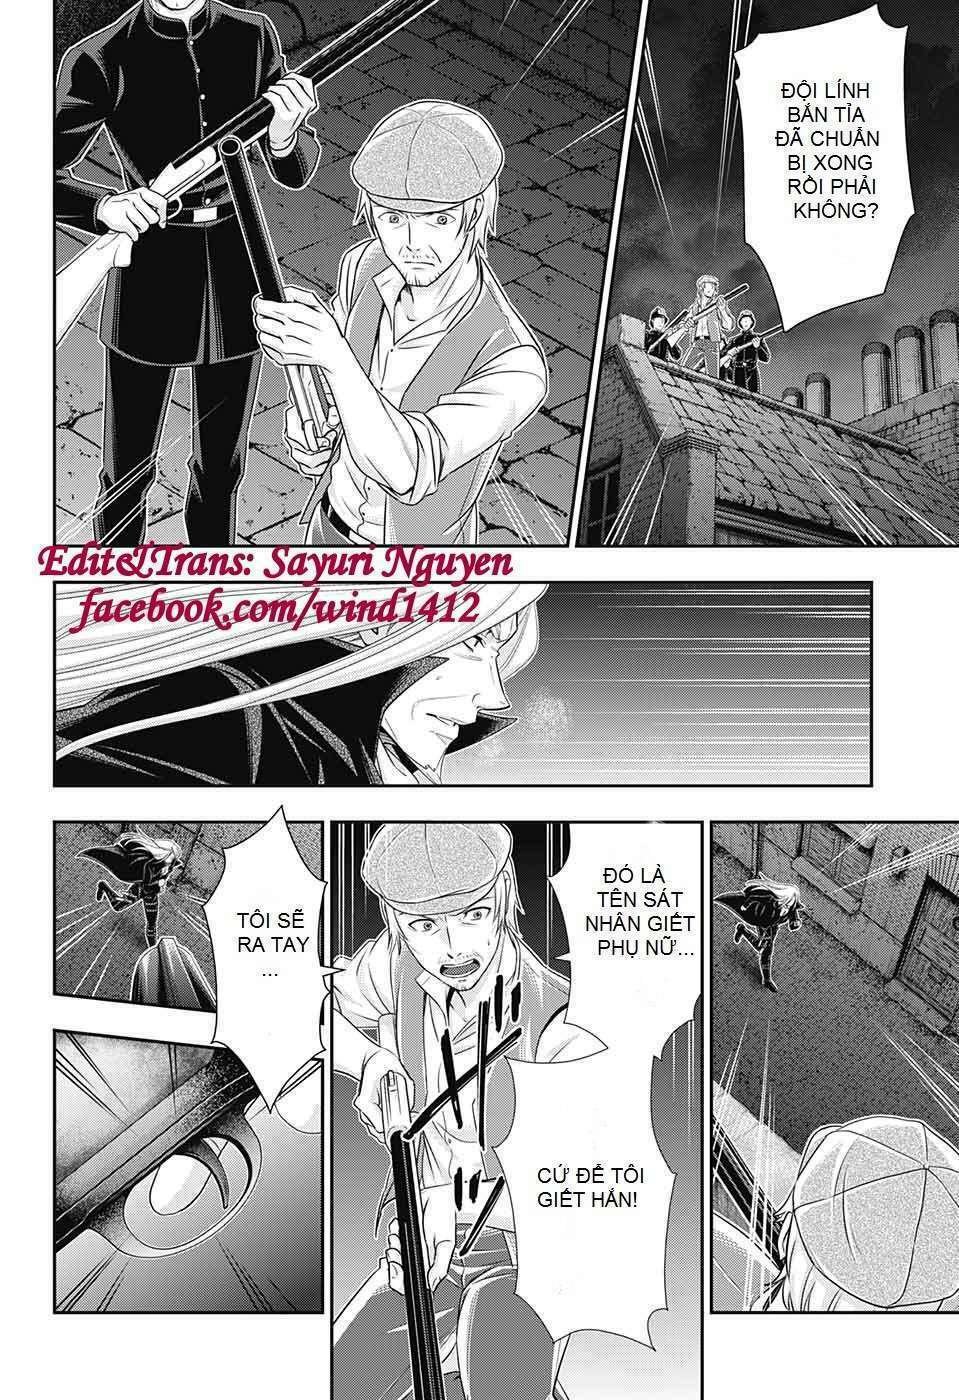 ĐỘI LÍNH
BẮN TỈA
ĐÃ CHUẨN
BỊ XONG
RỒI PHẢI
KHÔNG?
Edit&Trans: Sayuri Nguyen
facebook.com/wind1412
ĐÓ LÀ
TÊN SÁT
NHÂN GIẾT
PHỤ NỮ...
CỨ ĐỂ TÔI
GIẾT HẮN!
TÔI SẼ
RA TAY
...